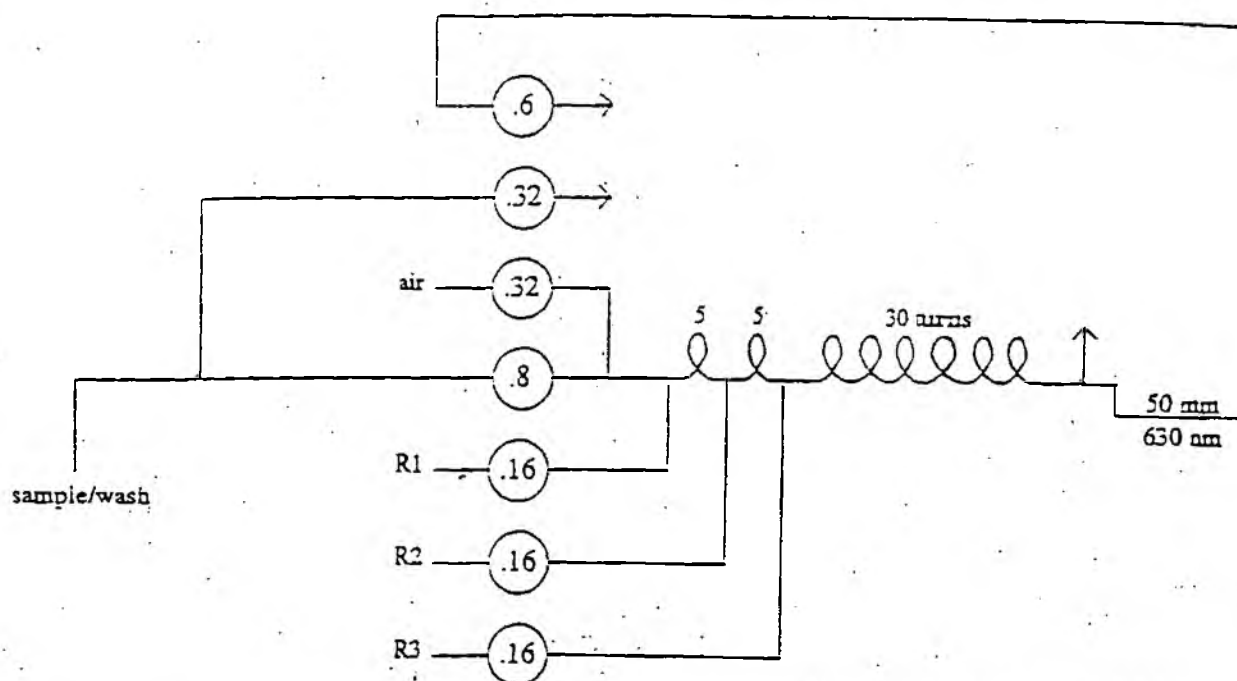 .6
.32
air
.32
5 5 30 turns
.8
50 mm
630 nm
R1
.16
sample/wash
R2
.16
R3
.16